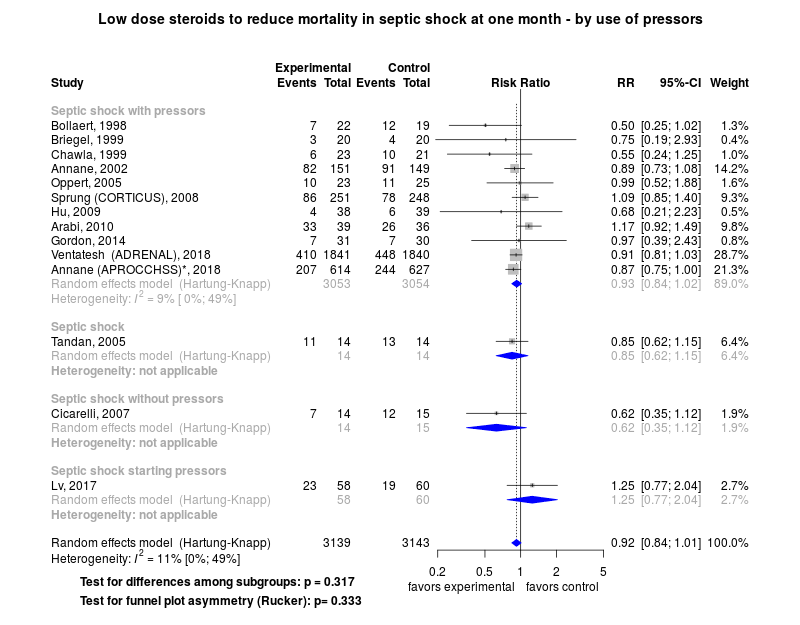 Low dose steroids to reduce mortality in septic shock at one month - by use of pressors
Experimental Control
Study Events Total Events Total Risk Ratio RR 95%-CI Weight
Septic shock with pressors
Bollaert, 1998 7 22 12 19 0.50 [0.25; 1.02] 1.3%
Briegel, 1999 3 20 4 20 0.75 [0.19; 2.93] 0.4%
Chawla, 1999 6 23 10 21 0.55 [0.24; 1.25] 1.0%
Annane, 2002 82 151 91 149 0.89 [0.73; 1.08] 14.2%
Oppert, 2005 10 23 11 25 0.99 [0.52; 1.88] 1.6%
Sprung (CORTICUS), 2008 86 251 78 248 1.09 [0.85; 1.40] 9.3%
Hu, 2009 4 38 6 39 0.68 [0.21; 2.23] 0.5%
Arabi, 2010 33 39 26 36 1.17 [0.92; 1.49] 9.8%
Gordon, 2014 7 31 7 30 0.97 [0.39; 2.43] 0.8%
Ventatesh (ADRENAL), 2018 410 1841 448 1840 0.91 [0.81; 1.03] 28.7%
Annane (APROCCHSS)*, 2018 207 614 244 627 0.87 [0.75; 1.00] 21.3%
Random effects model (Hartung-Knapp) 3053 3054 0.93 [0.84; 1.02] 89.0%
Heterogeneity: I² = 9% [ 0%; 49%]
Septic shock
Tandan, 2005 11 14 13 14 0.85 [0.62; 1.15] 6.4%
Random effects model (Hartung-Knapp) 14 14 0.85 [0.62; 1.15] 6.4%
Heterogeneity: not applicable
Septic shock without pressors
Cicarelli, 2007 7 14 12 15 0.62 [0.35; 1.12] 1.9%
Random effects model (Hartung-Knapp) 14 15 0.62 [0.35; 1.12] 1.9%
Heterogeneity: not applicable
Septic shock starting pressors
Lv, 2017 23 58 19 60 1.25 [0.77; 2.04] 2.7%
Random effects model (Hartung-Knapp) 58 60 1.25 [0.77; 2.04] 2.7%
Heterogeneity: not applicable
Random effects model (Hartung-Knapp) 3139 3143 0.92 [0.84; 1.01] 100.0%
Heterogeneity: I² = 11% [0%; 49%]
0.2 0.5 1 2 5
favors experimental favors control
Test for differences among subgroups: p = 0.317
Test for funnel plot asymmetry (Rucker): p= 0.333